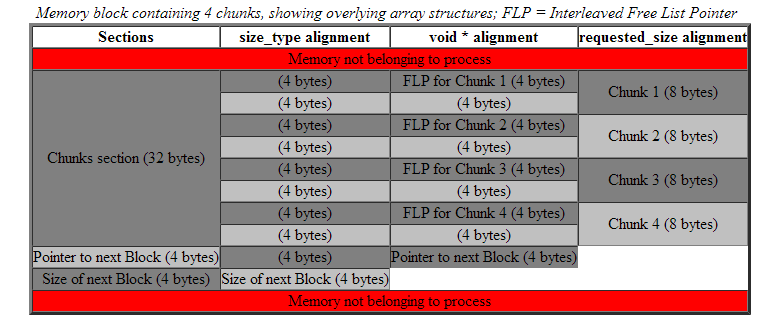 Memory block containing 4 chunks, showing overlying array structures; FLP = Interleaved Free List Pointer
Sections size_type alignment void * alignment requested_size alignment
Memory not belonging to process
Chunks section (32 bytes) (4 bytes) FLP for Chunk 1 (4 bytes) Chunk 1 (8 bytes)
(4 bytes) (4 bytes)
(4 bytes) FLP for Chunk 2 (4 bytes) Chunk 2 (8 bytes)
(4 bytes) (4 bytes)
(4 bytes) FLP for Chunk 3 (4 bytes) Chunk 3 (8 bytes)
(4 bytes) (4 bytes)
(4 bytes) FLP for Chunk 4 (4 bytes) Chunk 4 (8 bytes)
(4 bytes) (4 bytes)
Pointer to next Block (4 bytes) (4 bytes) Pointer to next Block (4 bytes)
Size of next Block (4 bytes) Size of next Block (4 bytes)
Memory not belonging to process